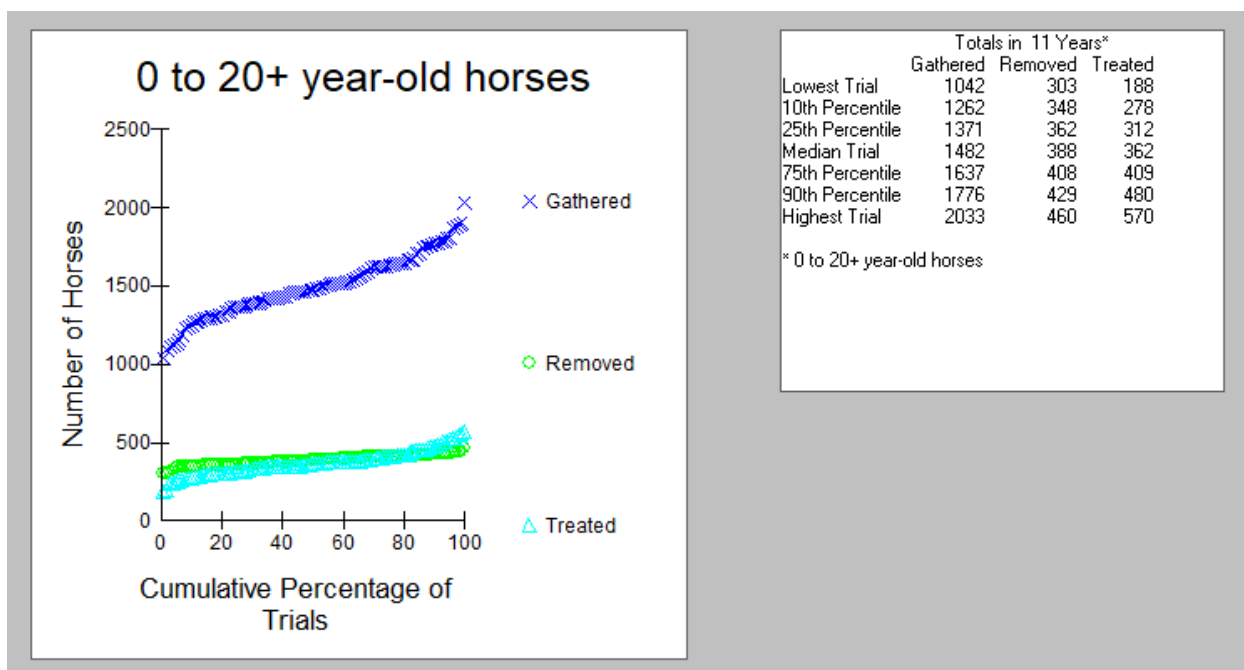 0 to 20+ year-old horses
2500
2000
1500
1000
500
0
0 20 40 60 80 100
Number of Horses
Cumulative Percentage of
Trials
Gathered
Removed
Treated
Totals in 11 Years*
Gathered Removed Treated
Lowest Trial 1042 303 188
10th Percentile 1262 348 278
25th Percentile 1371 362 312
Median Trial 1482 388 362
75th Percentile 1637 408 409
90th Percentile 1776 429 480
Highest Trial 2033 460 570
* 0 to 20+ year-old horses